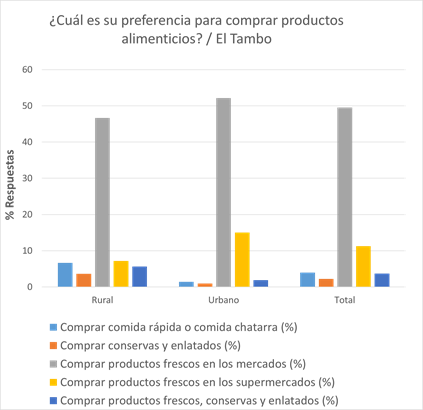 ¿Cuál es su preferencia para comprar productos
alimenticios? / El Tambo
60
50
40
30
20
10
0
% Respuestas
Rural Urbano Total
Comprar comida rápida o comida chatarra (%)
Comprar conservas y enlatados (%)
Comprar productos frescos en los mercados (%)
Comprar productos frescos en los supermercados (%)
Comprar productos frescos, conservas y enlatados (%)